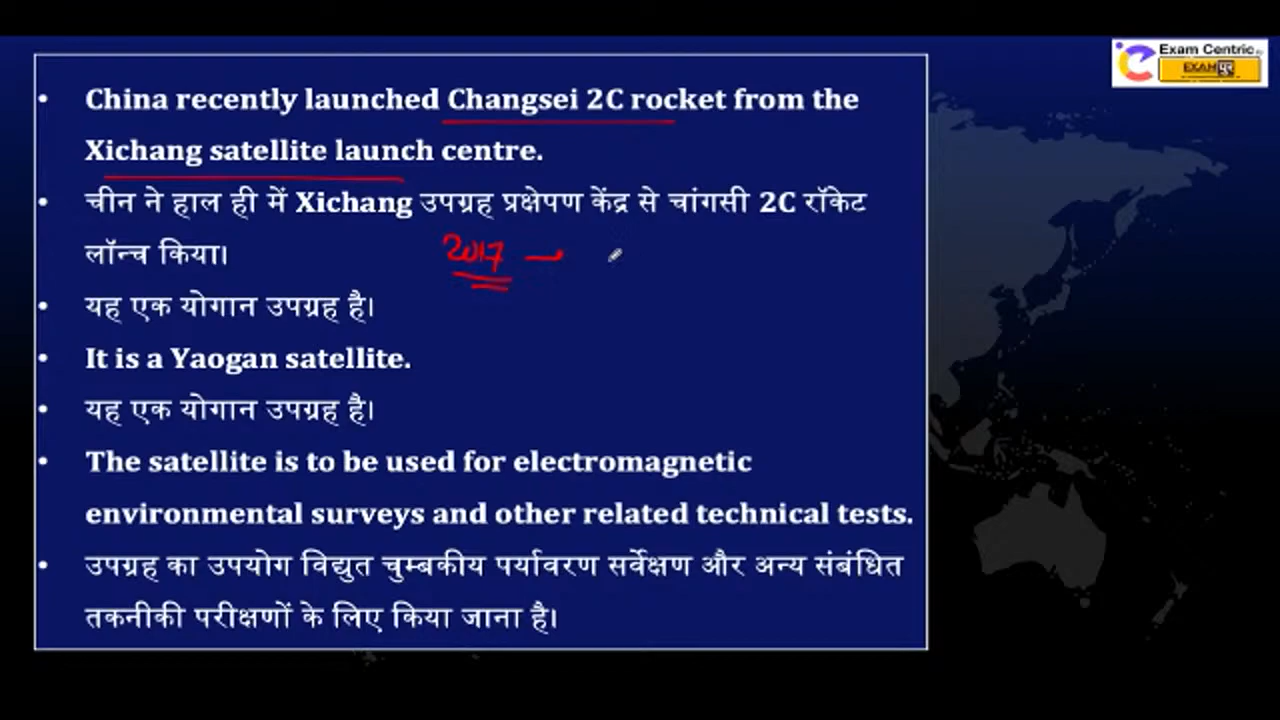 Exam Centric
EXAMपुर
• China recently launched Changsei 2C rocket from the
Xichang satellite launch centre.
• चीन ने हाल ही में Xichang उपग्रह प्रक्षेपण केंद्र से चांगसी 2C रॉकेट
लॉन्च किया।
2017
• यह एक योगान उपग्रह है।
• It is a Yaogan satellite.
• यह एक योगान उपग्रह है।
• The satellite is to be used for electromagnetic
environmental surveys and other related technical tests.
• उपग्रह का उपयोग विद्युत चुम्बकीय पर्यावरण सर्वेक्षण और अन्य संबंधित
तकनीकी परीक्षणों के लिए किया जाना है।